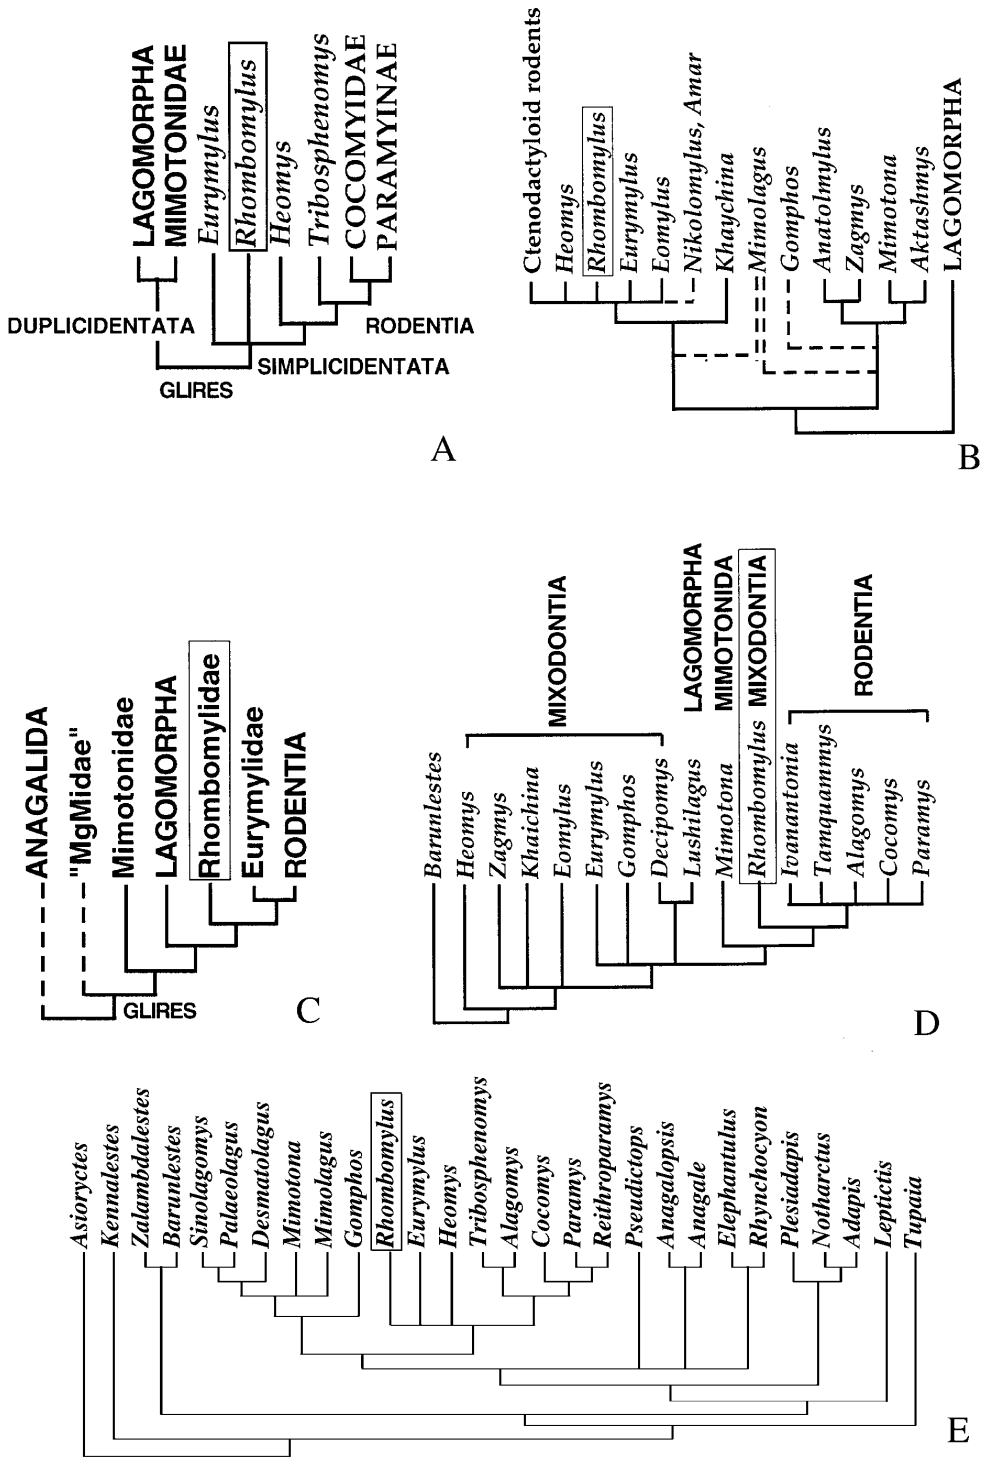 LAGOMORPHA
MIMOTONIDAE
Eurymylus
Rhombomylus
Heomys
Tribosphenomys
COCOMYIDAE
PARAMYINAE
DUPLICIDENTATA
RODENTIA
SIMPLICIDENTATA
GLIRES
A
Ctenodactyloid rodents
Heomys
Rhombomylus
Eurymylus
Eomylus
Nikolomylus, Amar
Khaychina
Mimolagus
Gomphos
Anatolmylus
Zagmys
Mimotona
Aktashmys
LAGOMORPHA
B
ANAGALIDA
"MgMidae"
Mimotonidae
LAGOMORPHA
Rhombomylidae
Eurymylidae
RODENTIA
GLIRES
C
MIXODONTIA
LAGOMORPHA
MIMOTONIDA
MIXODONTIA
RODENTIA
Barunlestes
Heomys
Zagmys
Khaichina
Eomylus
Eurymylus
Gomphos
Decipomys
Lushilagus
Mimotona
Rhombomylus
Ivanantonia
Tamquammys
Alagomys
Cocomys
Paramys
D
Asioryctes
Kennalestes
Zalambdalestes
Barunlestes
Sinolagomys
Palaeolagus
Desmatolagus
Mimotona
Mimolagus
Gomphos
Rhombomylus
Eurymylus
Heomys
Tribosphenomys
Alagomys
Cocomys
Paramys
Reithroparamys
Pseudictops
Anagalopsis
Anagale
Elephantulus
Rhynchocyon
Plesiadapis
Notharctus
Adapis
Leptictis
Tupaia
E